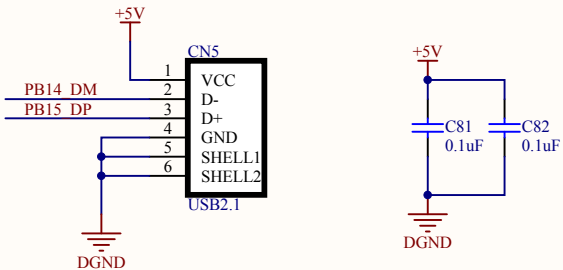 +5V
CN5
1 VCC
PB14_DM 2 D-
PB15_DP 3 D+
4 GND
5 SHELL1
6 SHELL2
USB2.1
DGND
+5V
C81
0.1uF
C82
0.1uF
DGND